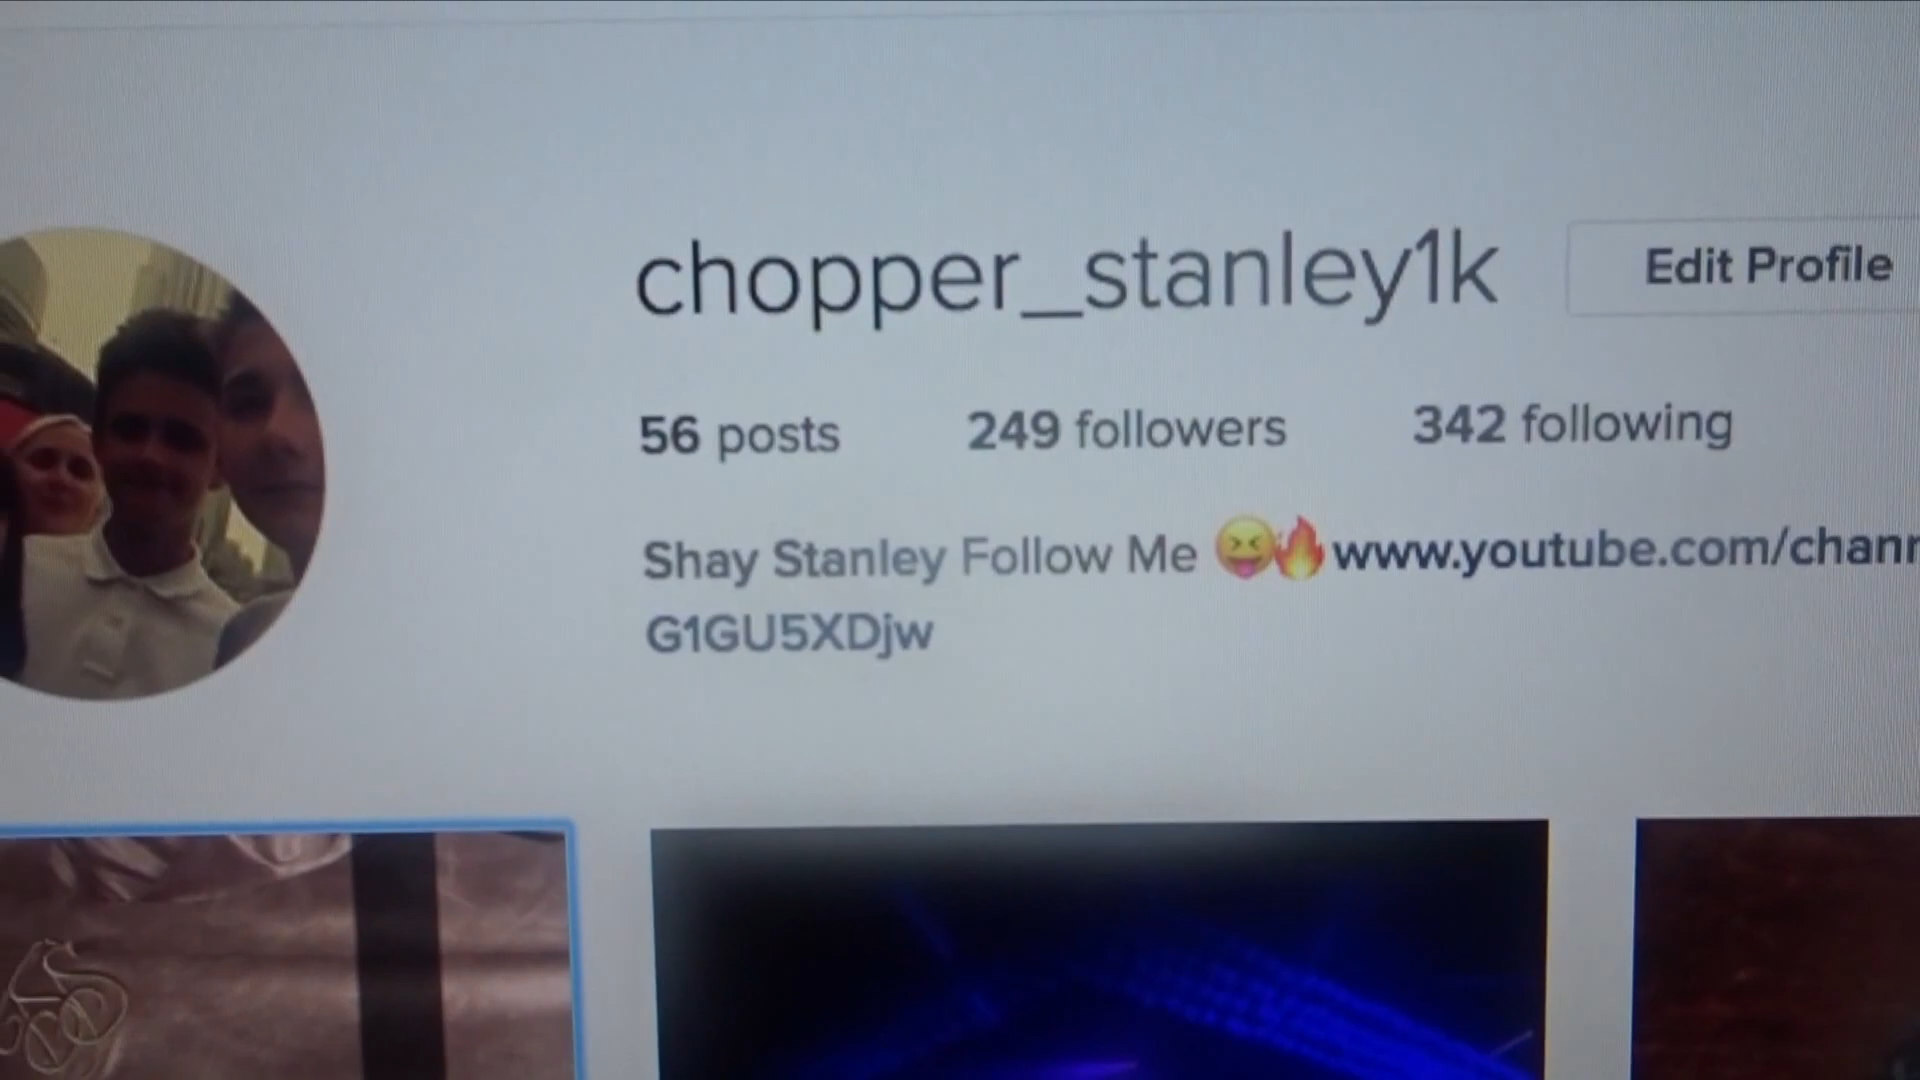 chopper_stanley1k Edit Profile
56 posts 249 followers 342 following
Shay Stanley Follow Me 😝🔥www.youtube.com/chann
G1GU5XDjw